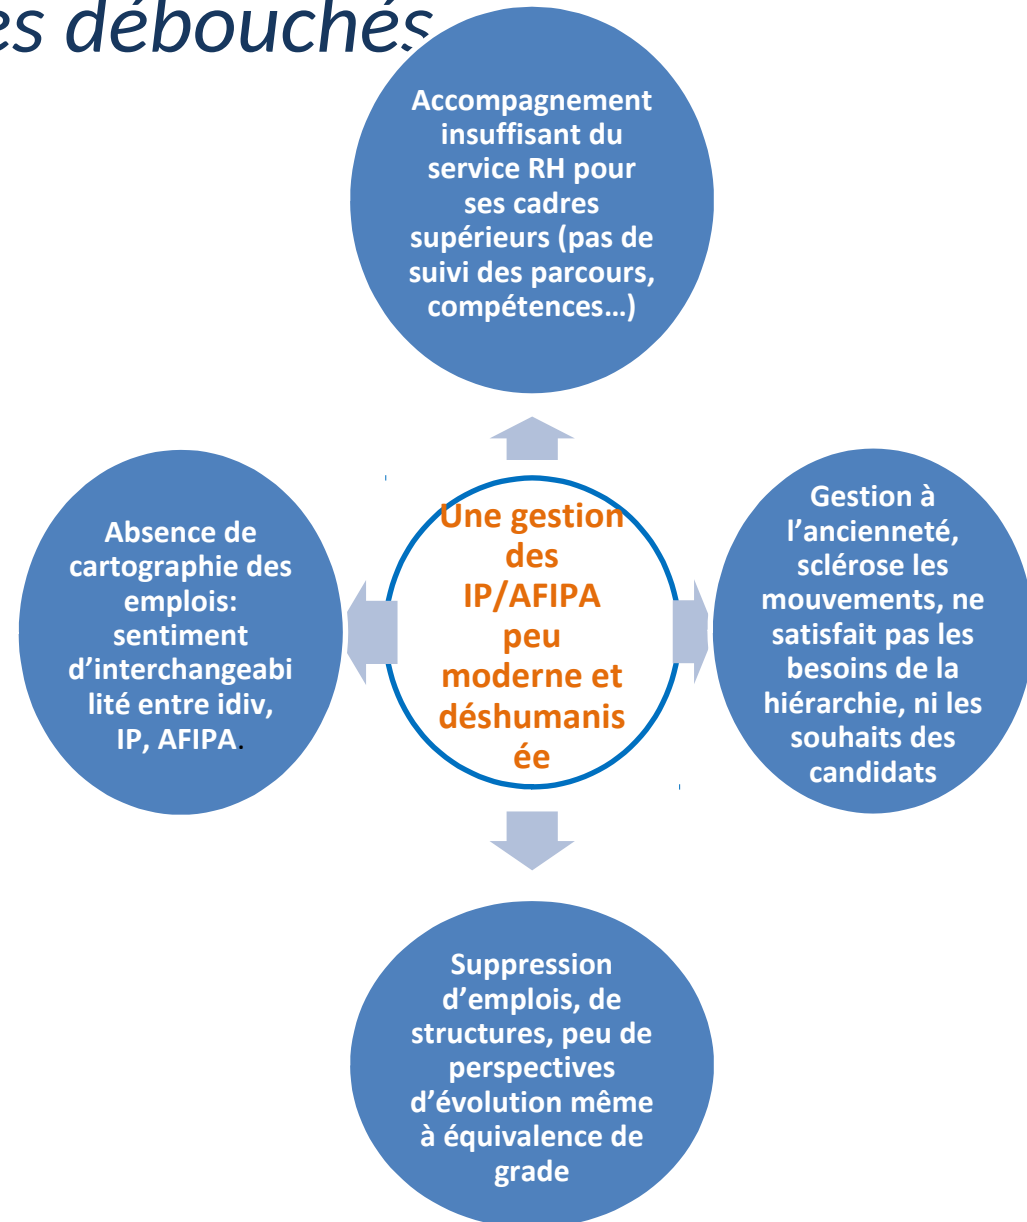 es débouchés
Accompagnement
insuffisant du
service RH pour
ses cadres
supérieurs (pas de
suivi des parcours,
compétences…)
Absence de
cartographie des
emplois:
sentiment
d’interchangeabi
lité entre idiv,
IP, AFIPA.
Une gestion
des
IP/AFIPA
peu
moderne et
déshumanis
ée
Gestion à
l’ancienneté,
sclérose les
mouvements, ne
satisfait pas les
besoins de la
hiérarchie, ni les
souhaits des
candidats
Suppression
d’emplois, de
structures, peu de
perspectives
d’évolution même
à équivalence de
grade